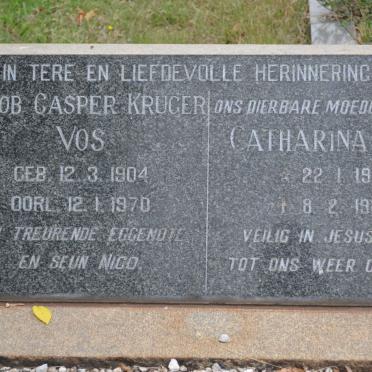 IN TERE EN LIEFDEVOLLE HERINNERING
OB CASPER KRUGER
VOS
GEB. 12.3.1904
OORL. 12.1.1970
TREURENDE EGGENOTE
EN SEUN NICO.
ONS DIERBARE MOED
CATHARINA
22.1.19
8.2.19
VEILIG IN JESUS
TOT ONS WEER